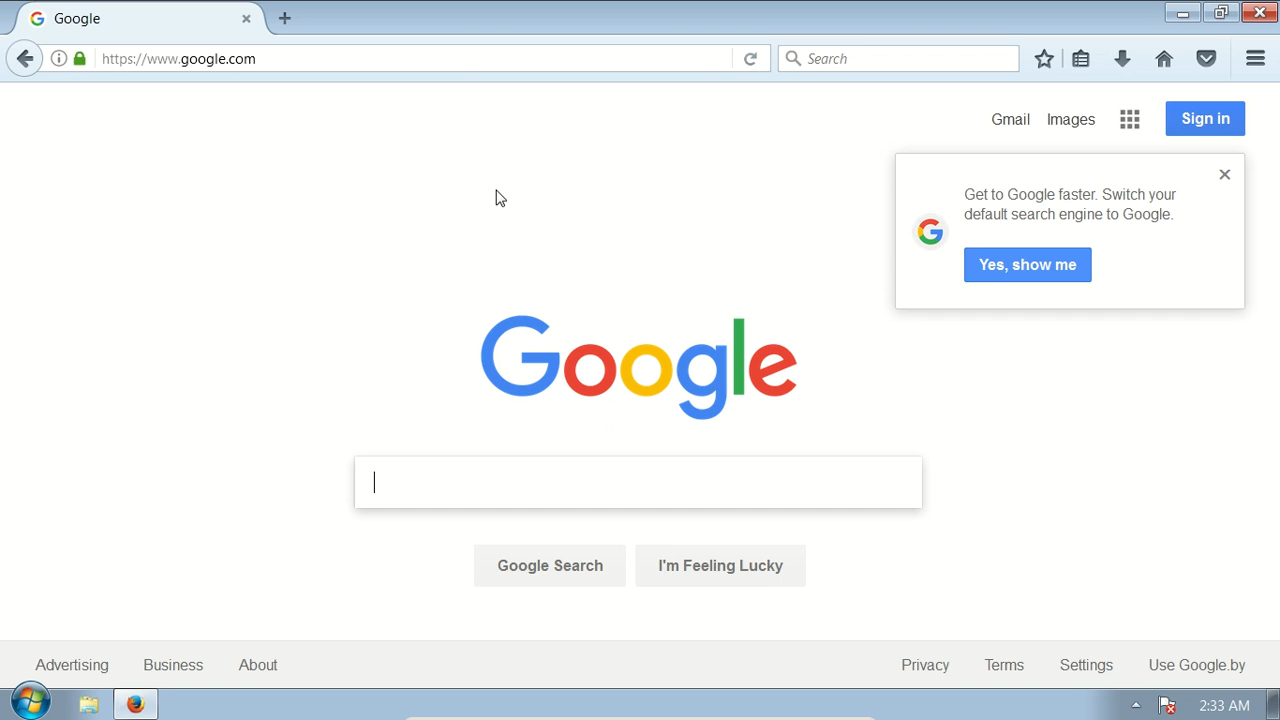 Google
https://www.google.com
Search
Gmail Images Sign in
Get to Google faster. Switch your
default search engine to Google.
Yes, show me
Google
Google Search I'm Feeling Lucky
Advertising Business About Privacy Terms Settings Use Google.by
2:33 AM